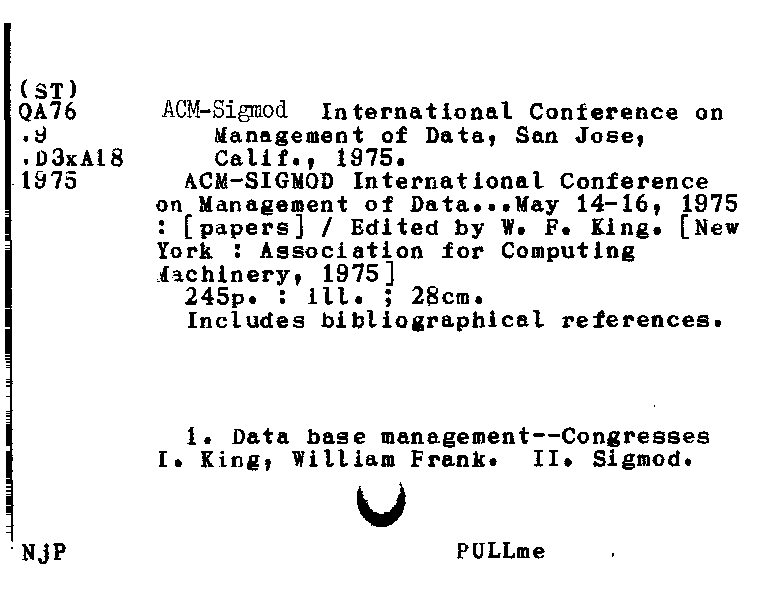 (ST)
QA76 ACM-Sigmod International Conference on
.9 Management of Data, San Jose,
.D3xA18 Calif., 1975.
1975 ACM-SIGMOD International Conference
on Management of Data...May 14-16, 1975
: [papers] / Edited by W. F. King. [New
York : Association for Computing
Machinery, 1975]
245p. : ill. ; 28cm.
Includes bibliographical references.
1. Data base management--Congresses
I. King, William Frank. II. Sigmod.
NjP PULLme